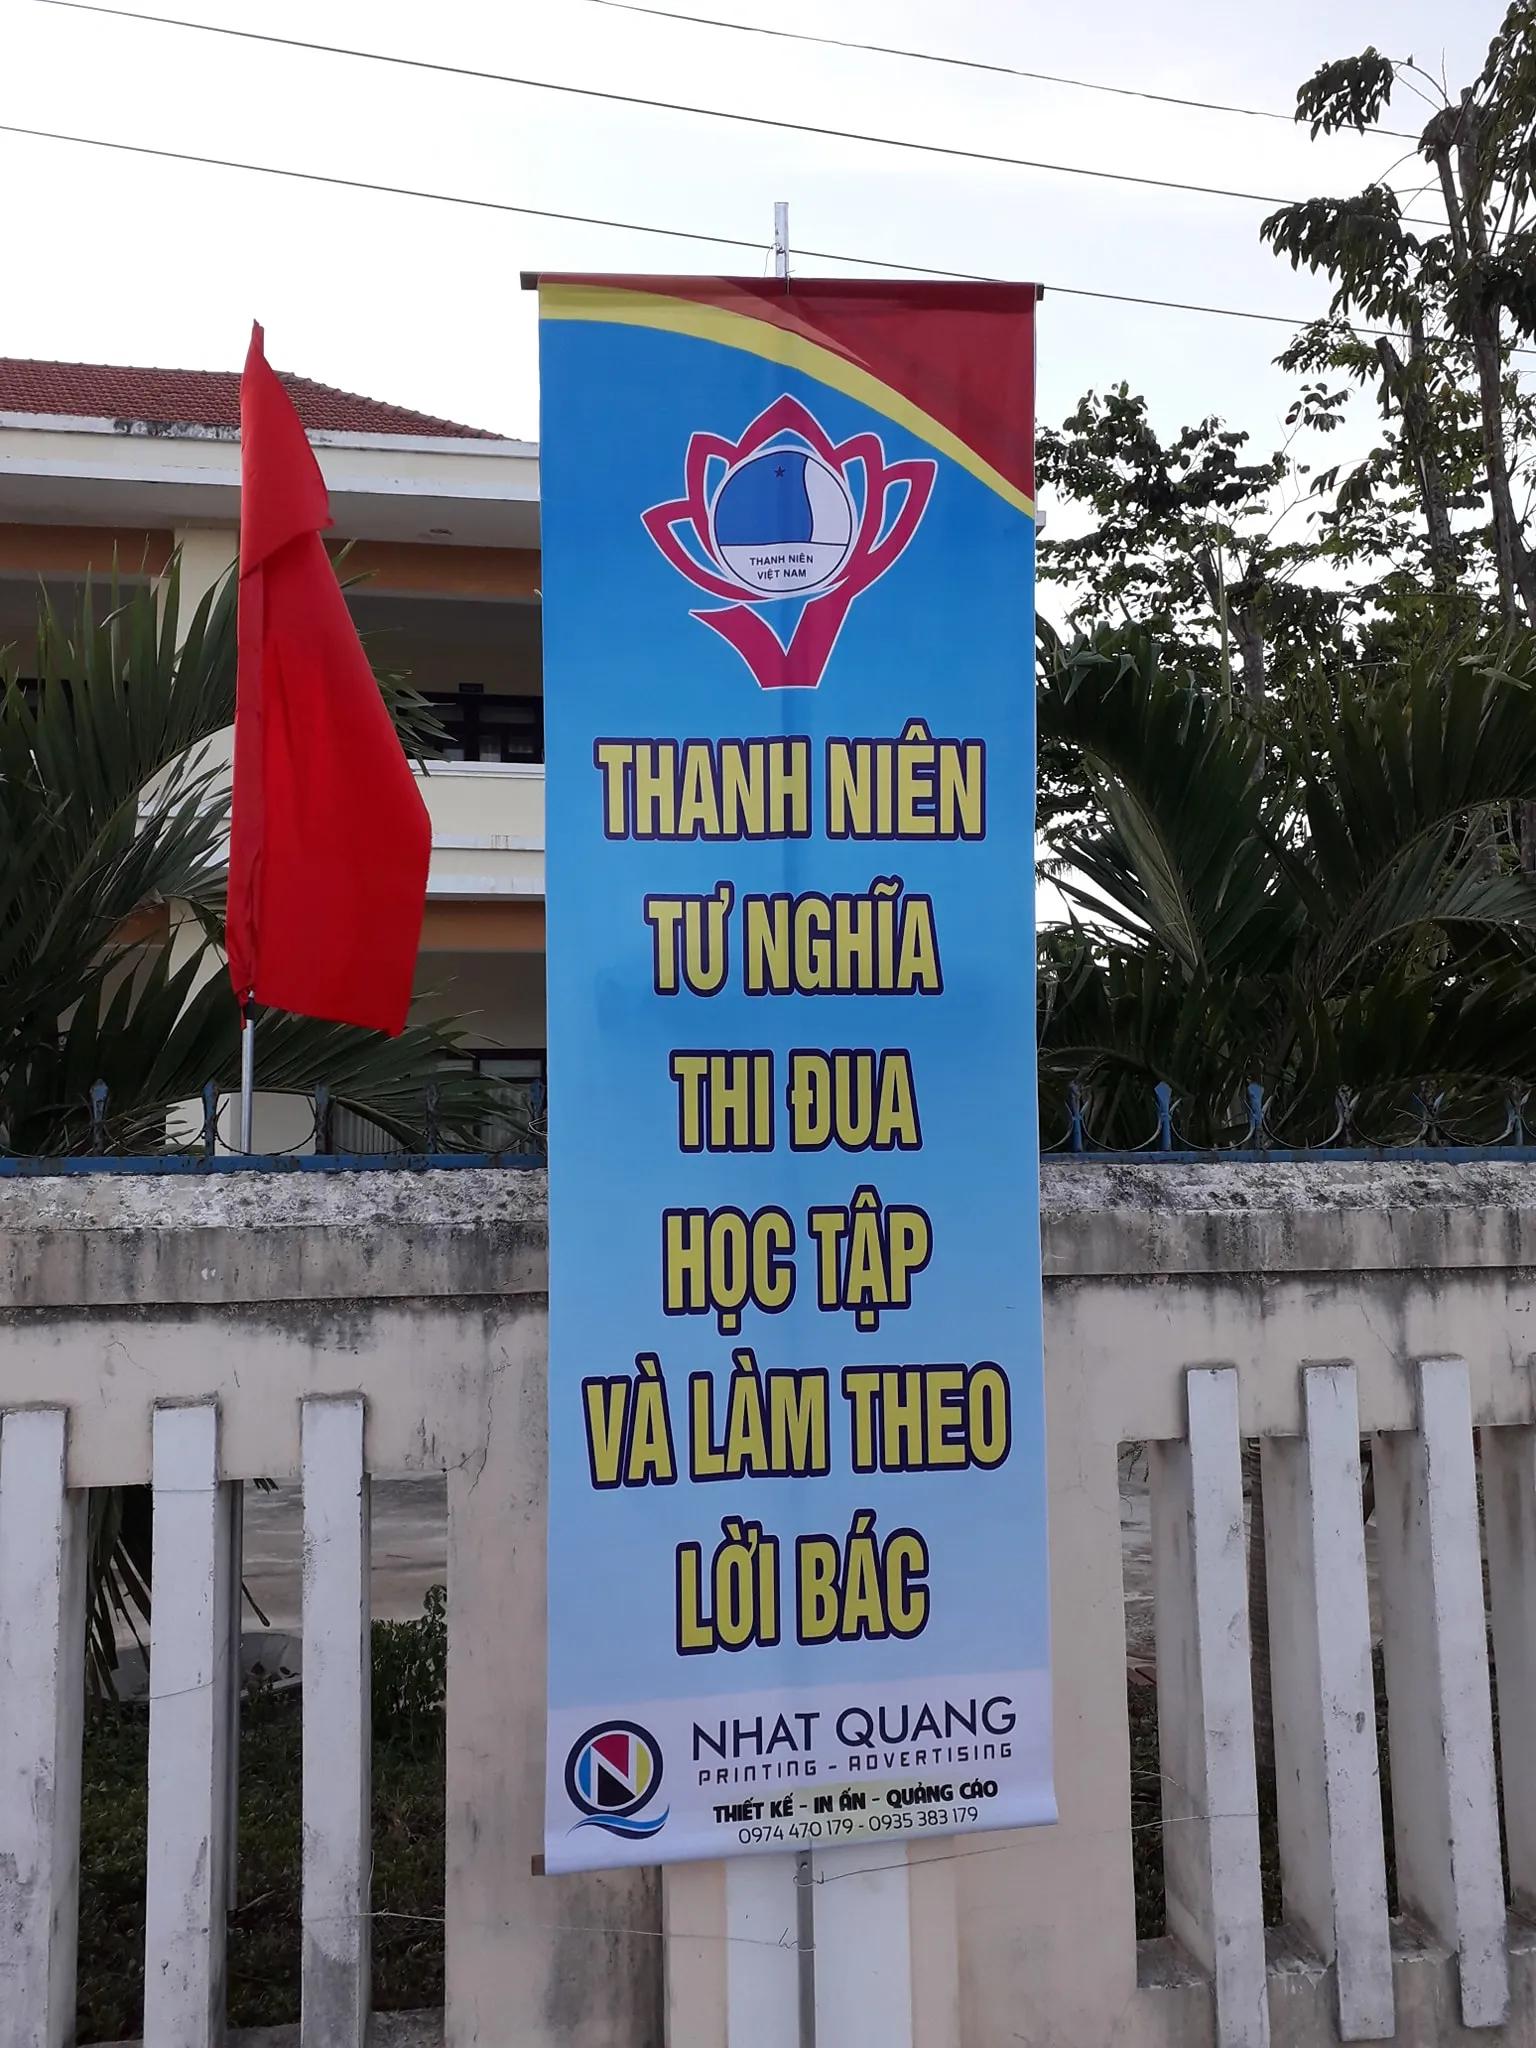 THANH NIÊN
VIỆT NAM
THANH NIÊN
TƯ NGHĨA
THI ĐUA
HỌC TẬP
VÀ LÀM THEO
LỜI BÁC
N
NHAT QUANG
PRINTING - ADVERTISING
THIẾT KẾ - IN ẤN - QUẢNG CÁO
0974 470 179 - 0935 383 179